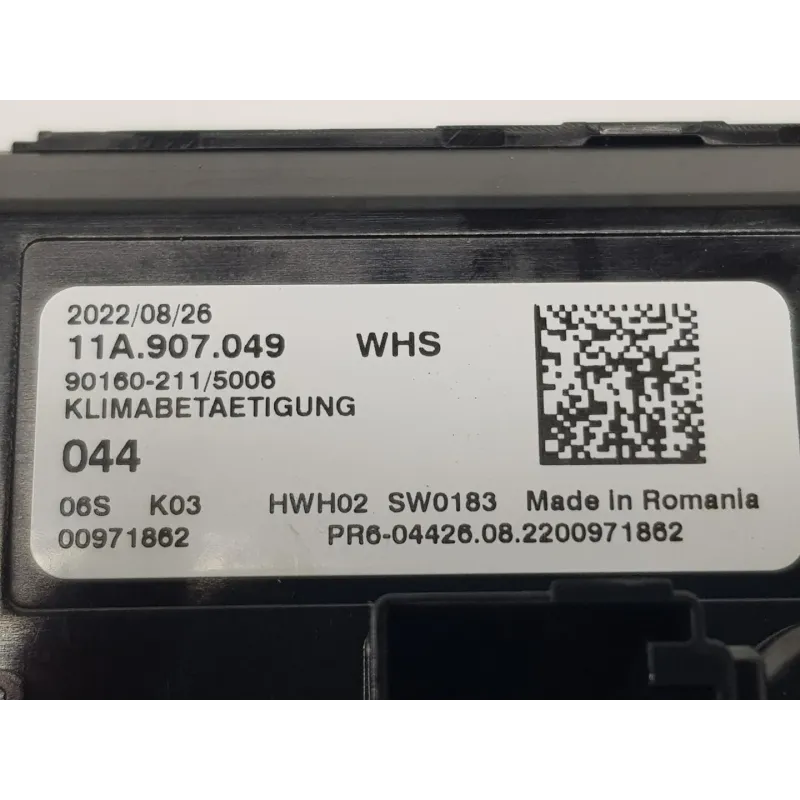 2022/08/26
11A.907.049 WHS
90160-211/5006
KLIMABETAETIGUNG
044
06S K03 HWH02 SW0183 Made in Romania
00971862 PR6-04426.08.2200971862